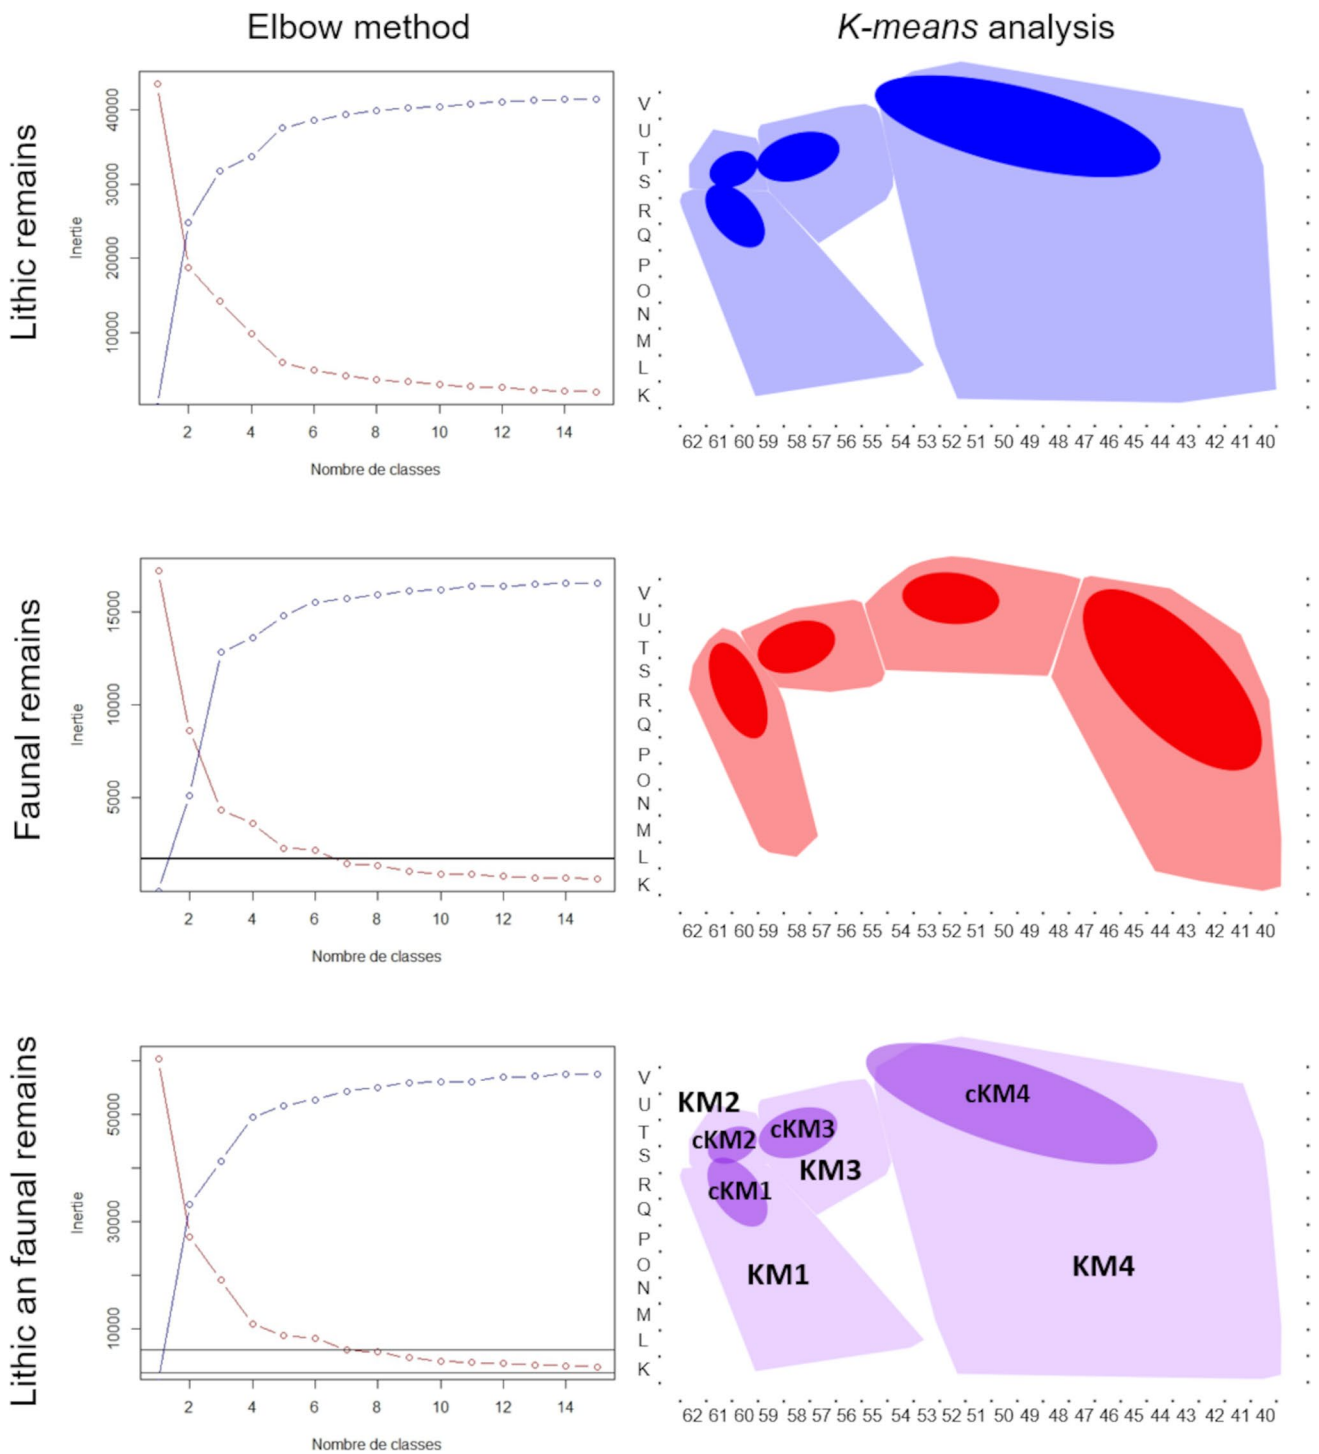 Elbow method
K-means analysis
Lithic remains
Inertie
40000
30000
20000
10000
2 4 6 8 10 12 14
Nombre de classes
V
U
T
S
R
Q
P
O
N
M
L
K
62 61 60 59 58 57 56 55 54 53 52 51 50 49 48 47 46 45 44 43 42 41 40
Faunal remains
Inertie
15000
10000
5000
2 4 6 8 10 12 14
Nombre de classes
V
U
T
S
R
Q
P
O
N
M
L
K
62 61 60 59 58 57 56 55 54 53 52 51 50 49 48 47 46 45 44 43 42 41 40
Lithic an faunal remains
Inertie
50000
30000
10000
2 4 6 8 10 12 14
Nombre de classes
V
U
T
S
R
Q
P
O
N
M
L
K
KM2
cKM2
cKM3
KM3
cKM1
KM1
cKM4
KM4
62 61 60 59 58 57 56 55 54 53 52 51 50 49 48 47 46 45 44 43 42 41 40